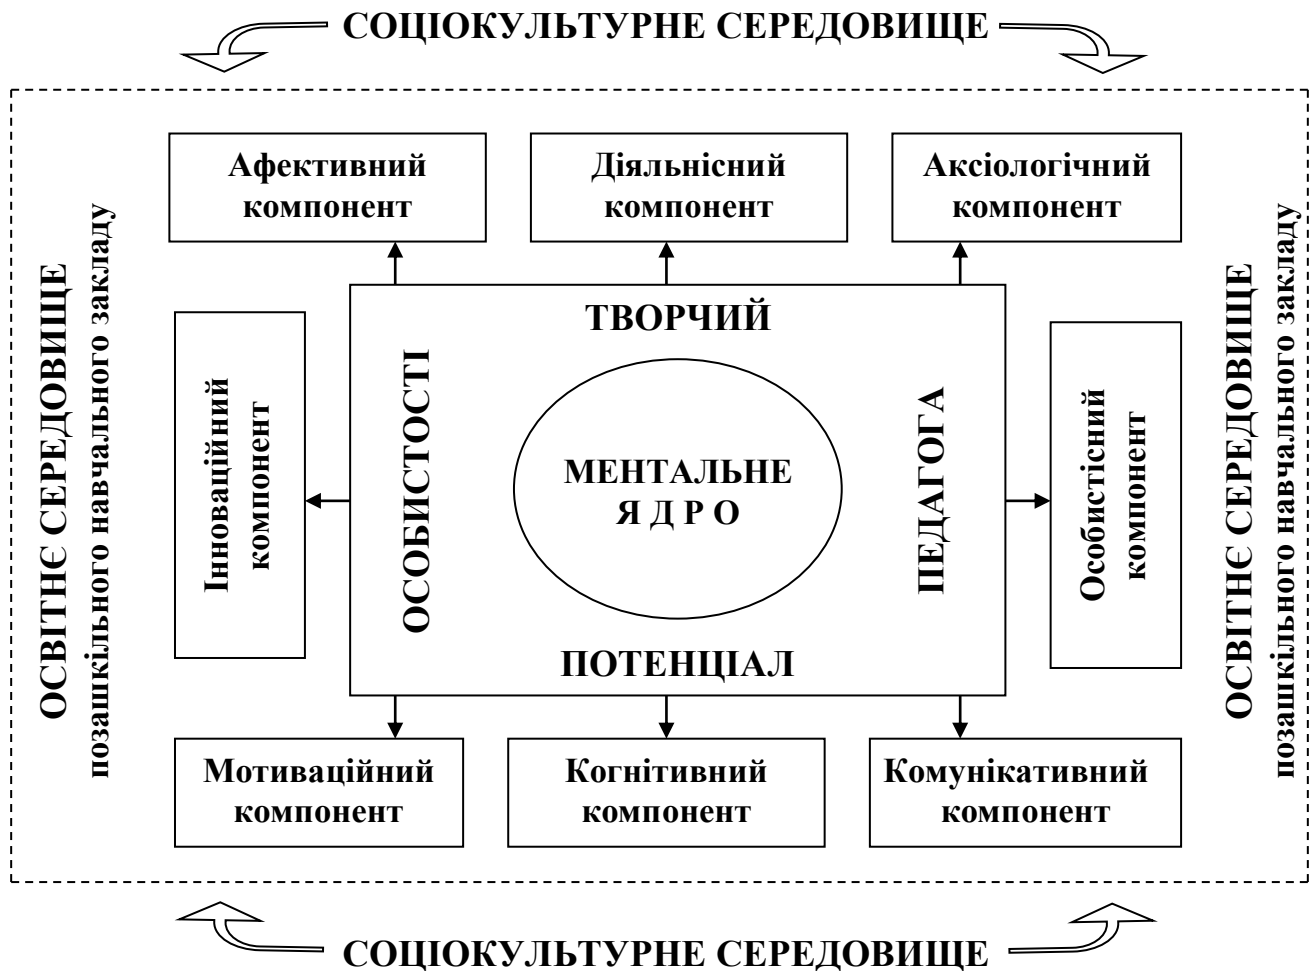 СОЦІОКУЛЬТУРНЕ СЕРЕДОВИЩЕ
Афективний
компонент
Діяльнісний
компонент
Аксіологічний
компонент
ОСВІТНЄ СЕРЕДОВИЩЕ
позашкільного навчального закладу
Інноваційний
компонент
ТВОРЧИЙ
ОСОБИСТОСТІ
МЕНТАЛЬНЕ
Я Д Р О
ПЕДАГОГА
ПОТЕНЦІАЛ
Особистісний
компонент
ОСВІТНЄ СЕРЕДОВИЩЕ
позашкільного навчального закладу
Мотиваційний
компонент
Когнітивний
компонент
Комунікативний
компонент
СОЦІОКУЛЬТУРНЕ СЕРЕДОВИЩЕ